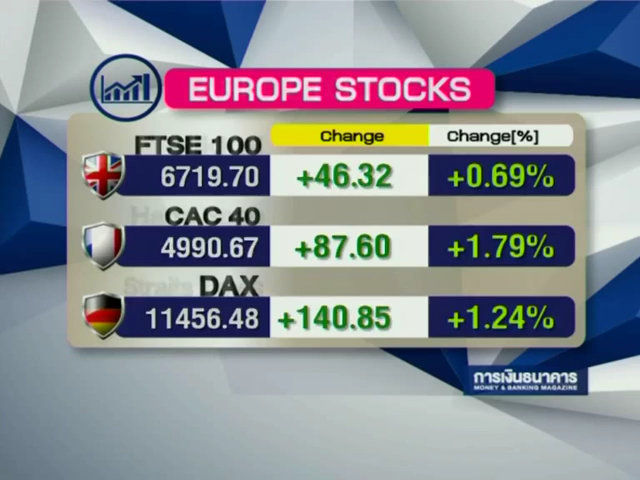 EUROPE STOCKS
Change Change[%]
FTSE 100
6719.70 +46.32 +0.69%
CAC 40
4990.67 +87.60 +1.79%
DAX
11456.48 +140.85 +1.24%
การเงินธนาคาร
MONEY & BANKING MAGAZINE